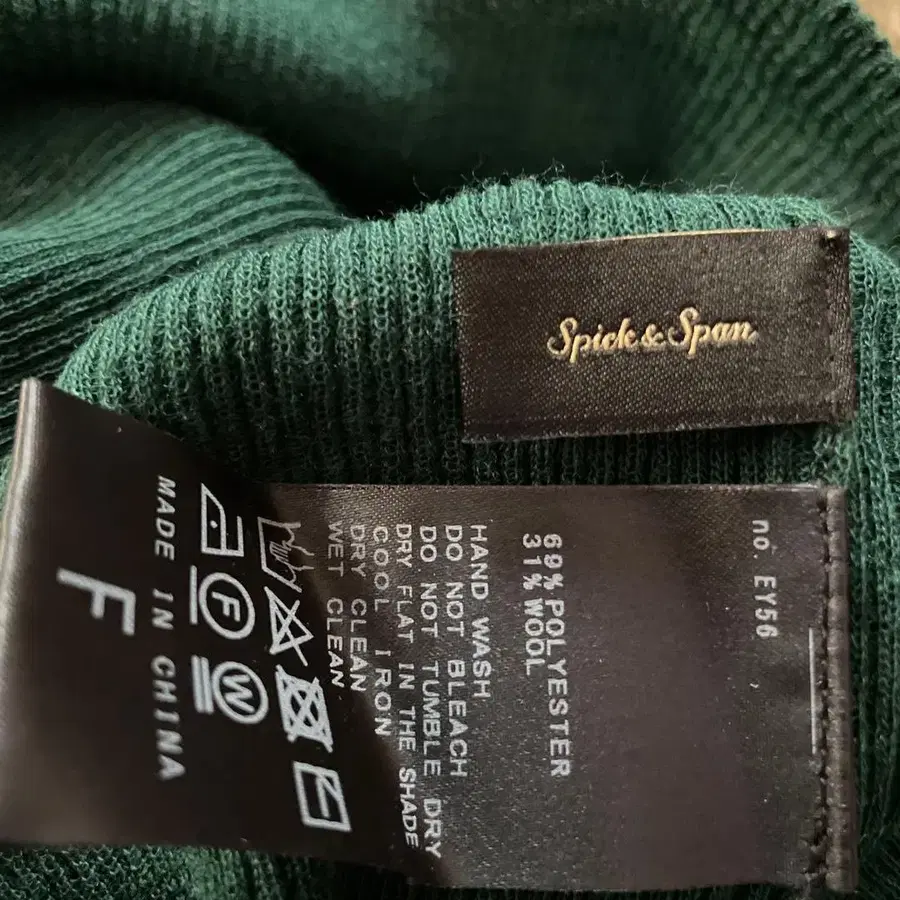 Spick & Span
no. EY56
69% POLYESTER
31% WOOL
HAND WASH
DO NOT BLEACH
DO NOT TUMBLE DRY
DRY FLAT IN THE SHADE
COOL IRON
DRY CLEAN
WET CLEAN
F
W
MADE IN CHINA
F